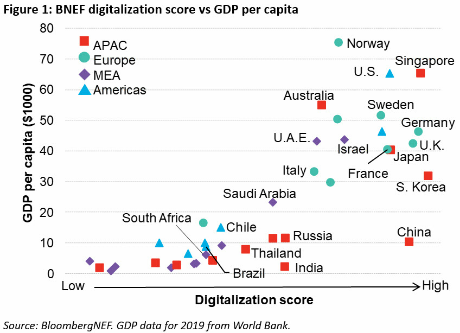 Figure 1: BNEF digitalization score vs GDP per capita
80
70
60
50
40
30
20
10
0
GDP per capita ($1000)
APAC
Europe
MEA
Americas
Norway
Singapore
U.S.
Australia
Sweden
Germany
U.A.E.
Israel
U.K.
Japan
France
Italy
S. Korea
Saudi Arabia
South Africa
Chile
Russia
China
Thailand
Brazil
India
Low
High
Digitalization score
Source: BloombergNEF. GDP data for 2019 from World Bank.